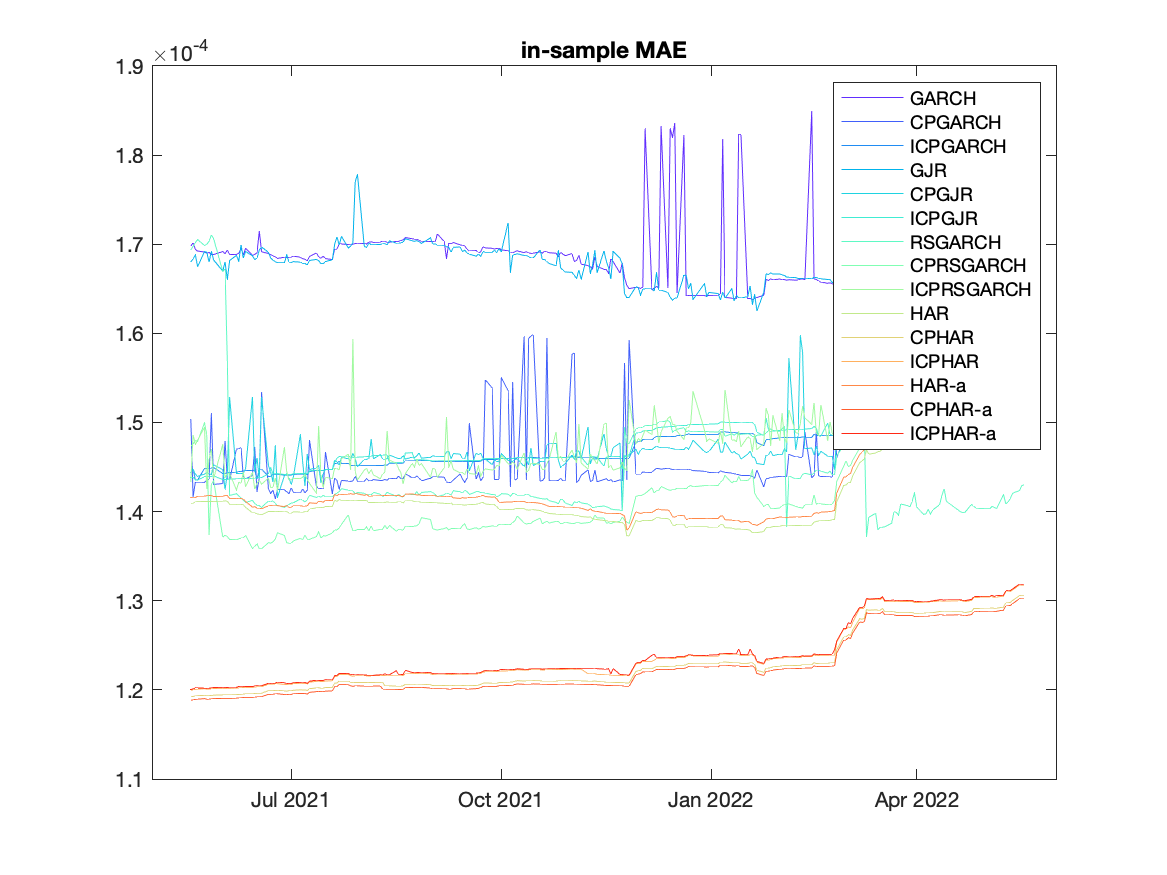 in-sample MAE
×10-4
1.9
1.8
1.7
1.6
1.5
1.4
1.3
1.2
1.1
Jul 2021
Oct 2021
Jan 2022
Apr 2022
GARCH
CPGARCH
ICPGARCH
GJR
CPGJR
ICPGJR
RSGARCH
CPRSGARCH
ICPRSGARCH
HAR
CPHAR
ICPHAR
HAR-a
CPHAR-a
ICPHAR-a